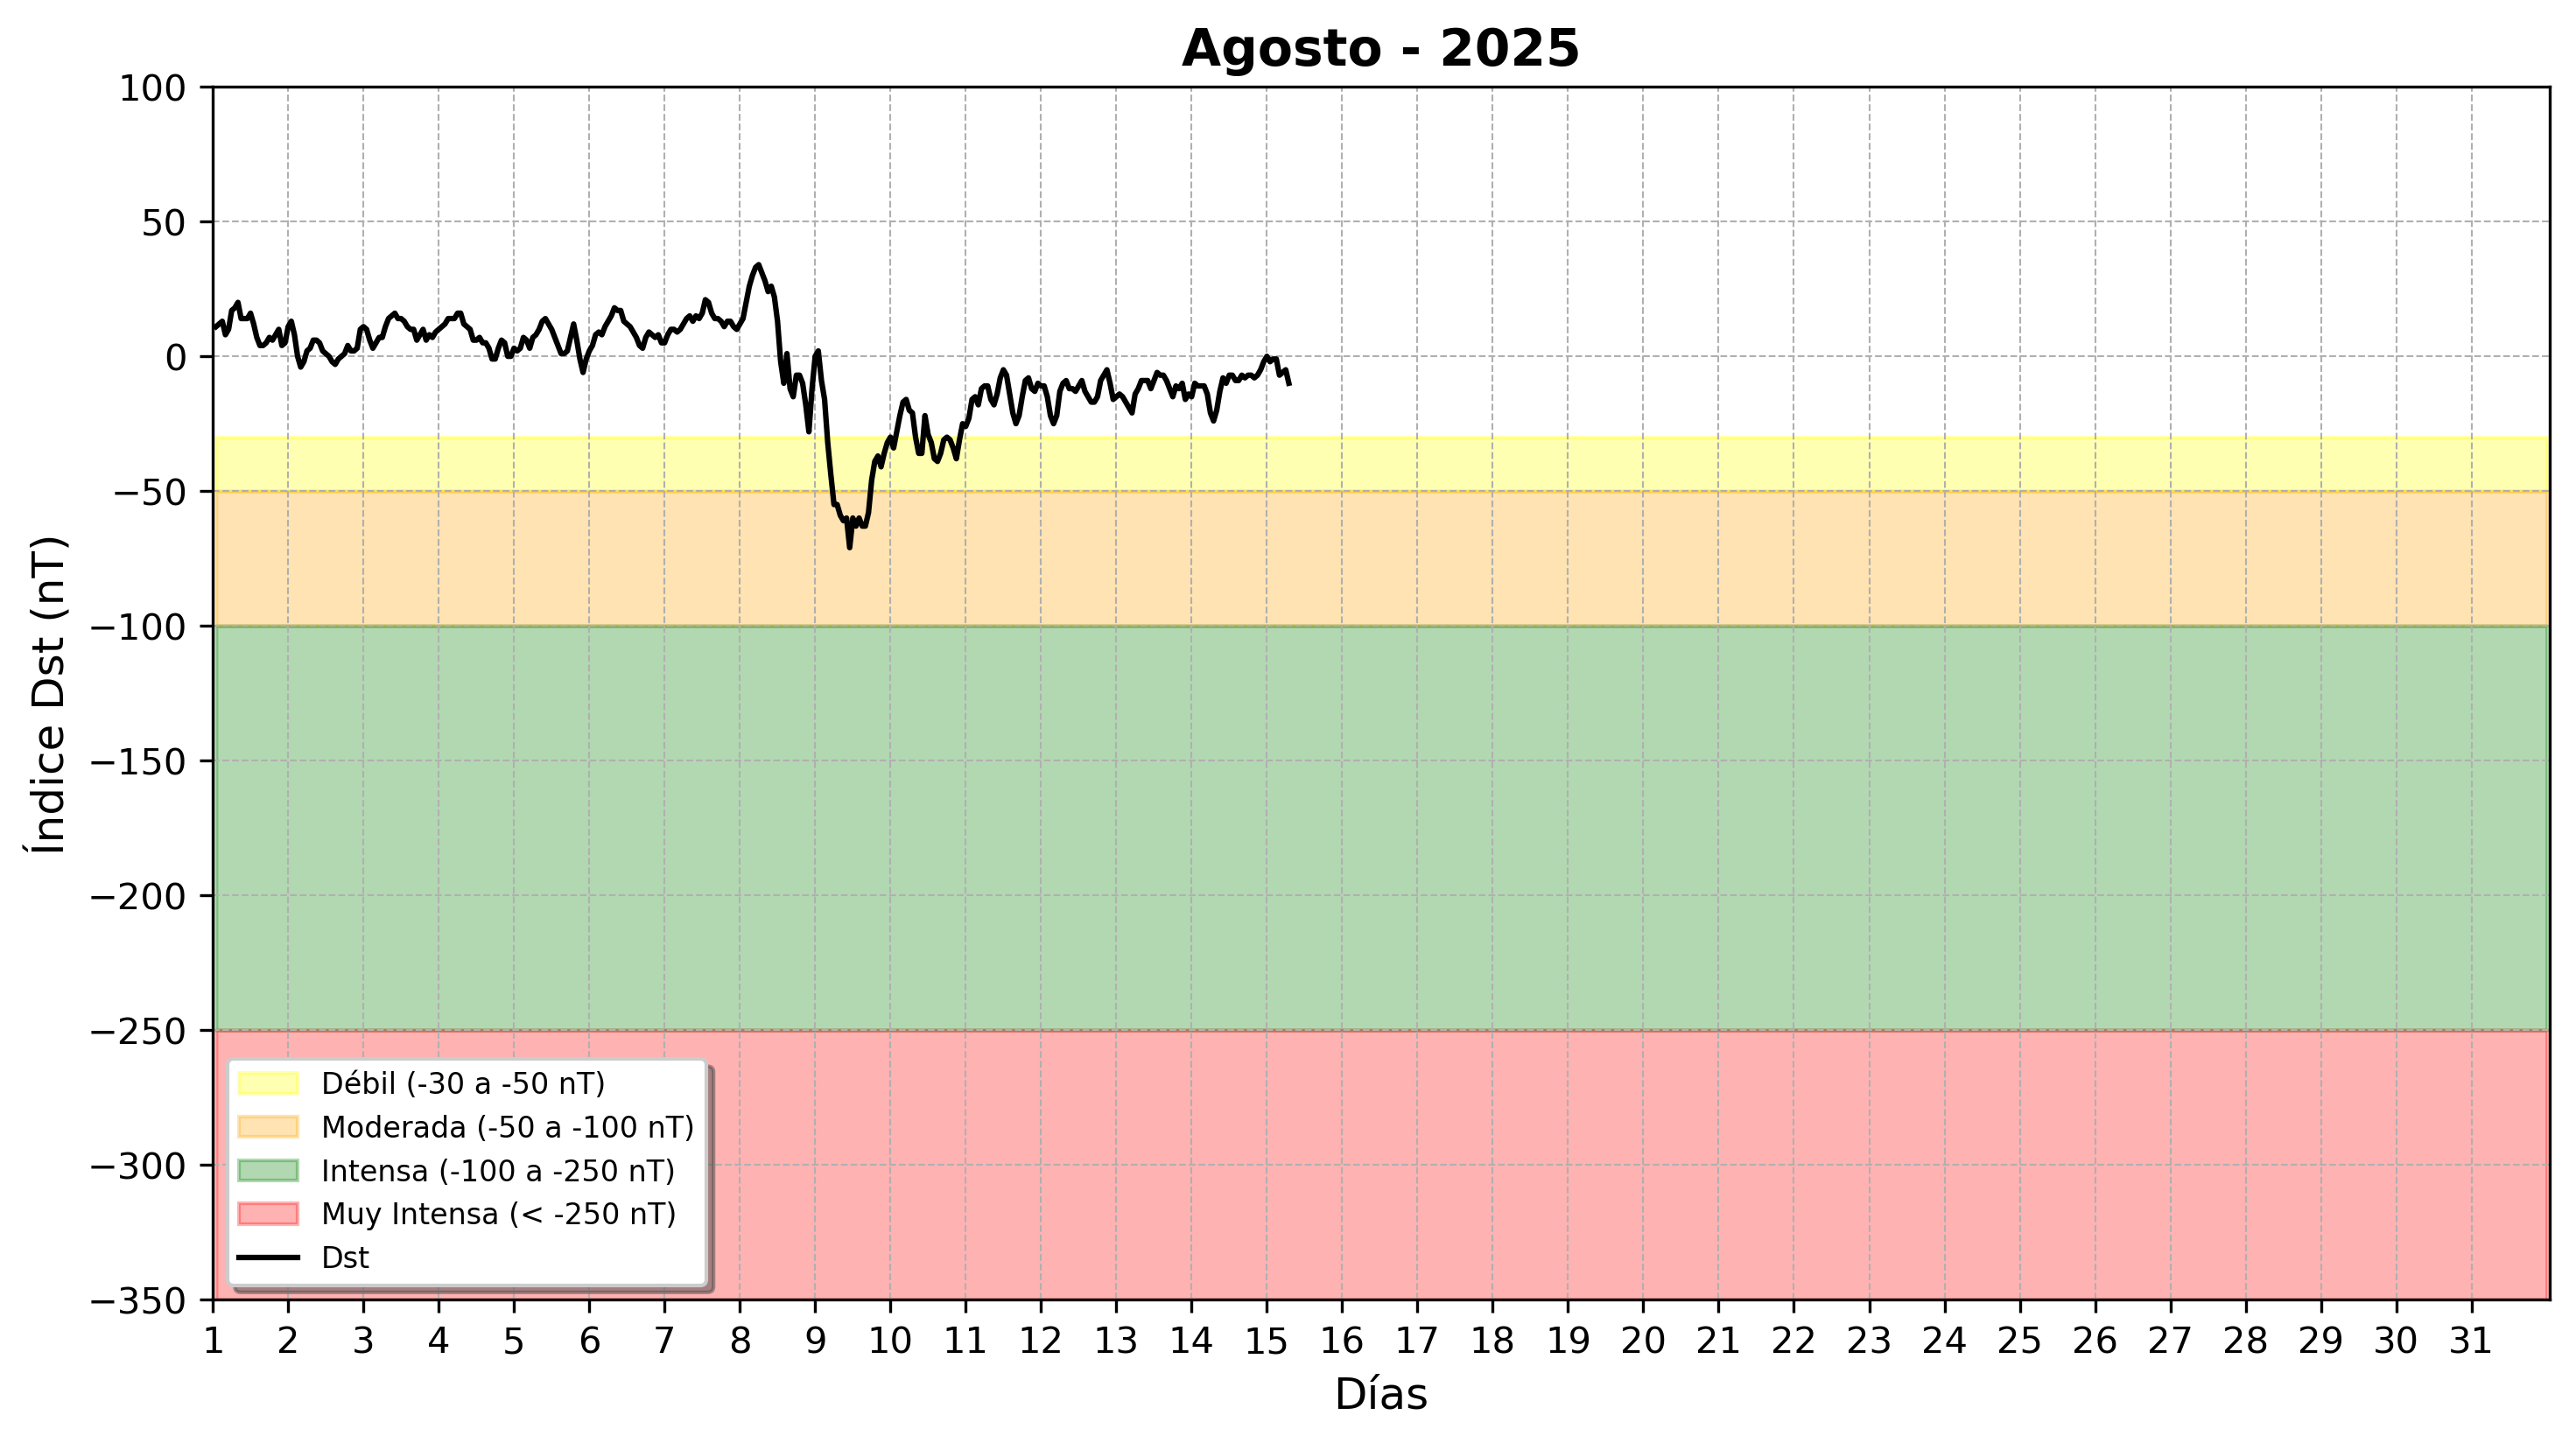 Agosto - 2025
Índice Dst (nT)
100
50
0
−50
−100
−150
−200
−250
−300
−350
Débil (-30 a -50 nT)
Moderada (-50 a -100 nT)
Intensa (-100 a -250 nT)
Muy Intensa (< -250 nT)
Dst
1 2 3 4 5 6 7 8 9 10 11 12 13 14 15 16 17 18 19 20 21 22 23 24 25 26 27 28 29 30 31
Días